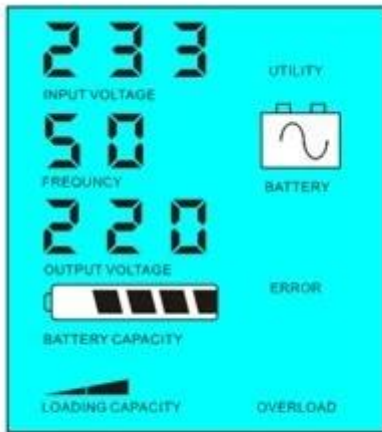 233
UTILITY
INPUT VOLTAGE
50
FREQUNCY
BATTERY
220
OUTPUT VOLTAGE
ERROR
BATTERY CAPACITY
LOADING CAPACITY
OVERLOAD